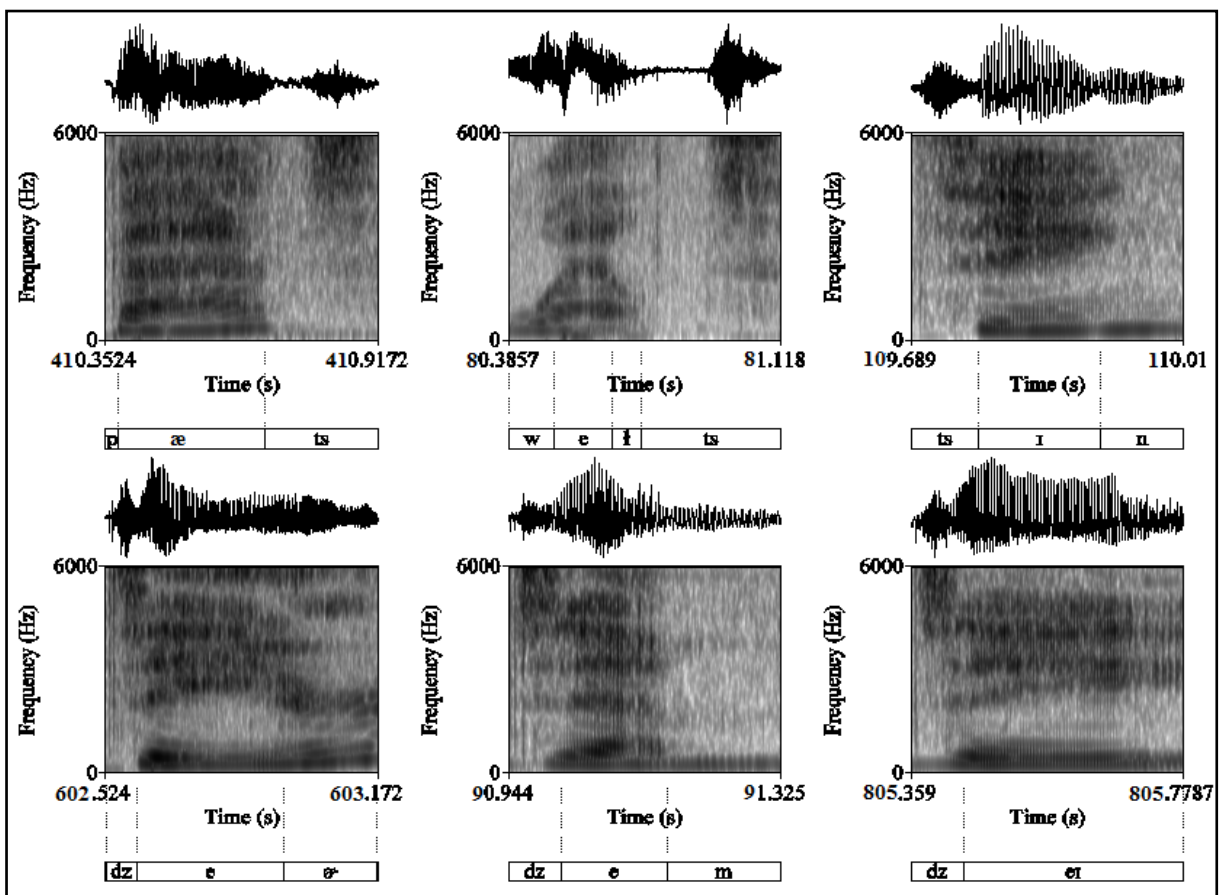 6000 6000 6000
Frequency (Hz) Frequency (Hz) Frequency (Hz)
0 0 0
410.3524 410.9172 80.3857 81.118 109.689 110.01
Time (s) Time (s) Time (s)
p æ ts w e ɫ ts ts ɪ n
6000 6000 6000
Frequency (Hz) Frequency (Hz) Frequency (Hz)
0 0 0
602.524 603.172 90.944 91.325 805.359 805.7787
Time (s) Time (s) Time (s)
dz e ɚ dz e m dz eɪ